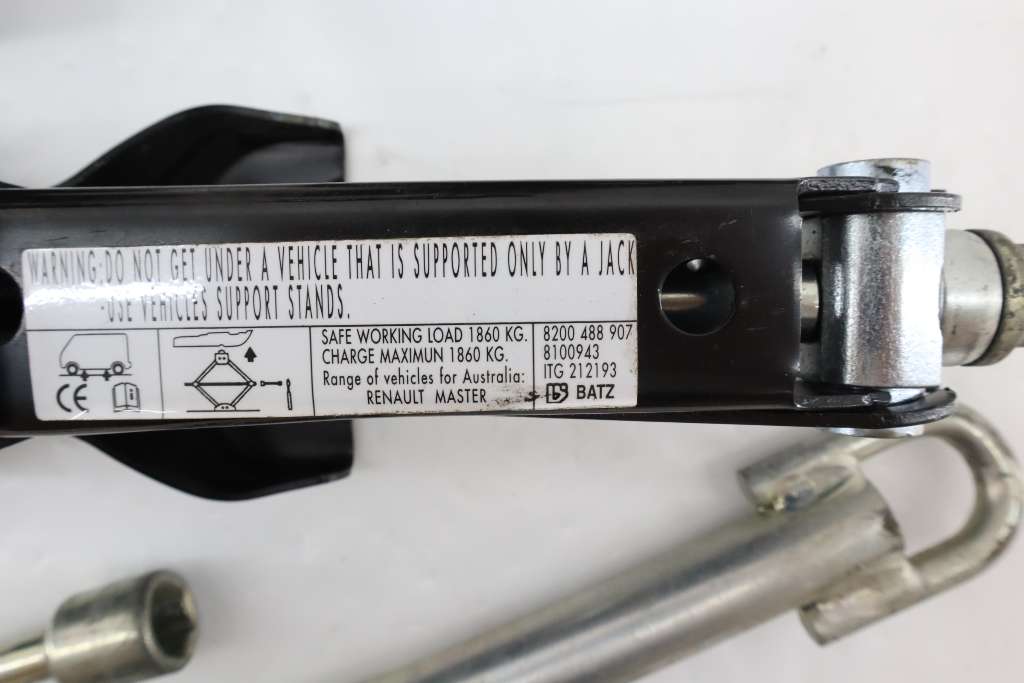 WARNING:DO NOT GET UNDER A VEHICLE THAT IS SUPPORTED ONLY BY A JACK
-USE VEHICLES SUPPORT STANDS.
CE
SAFE WORKING LOAD 1860 KG.
CHARGE MAXIMUN 1860 KG.
Range of vehicles for Australia:
RENAULT MASTER
8200 488 907
8100943
ITG 212193
BATZ